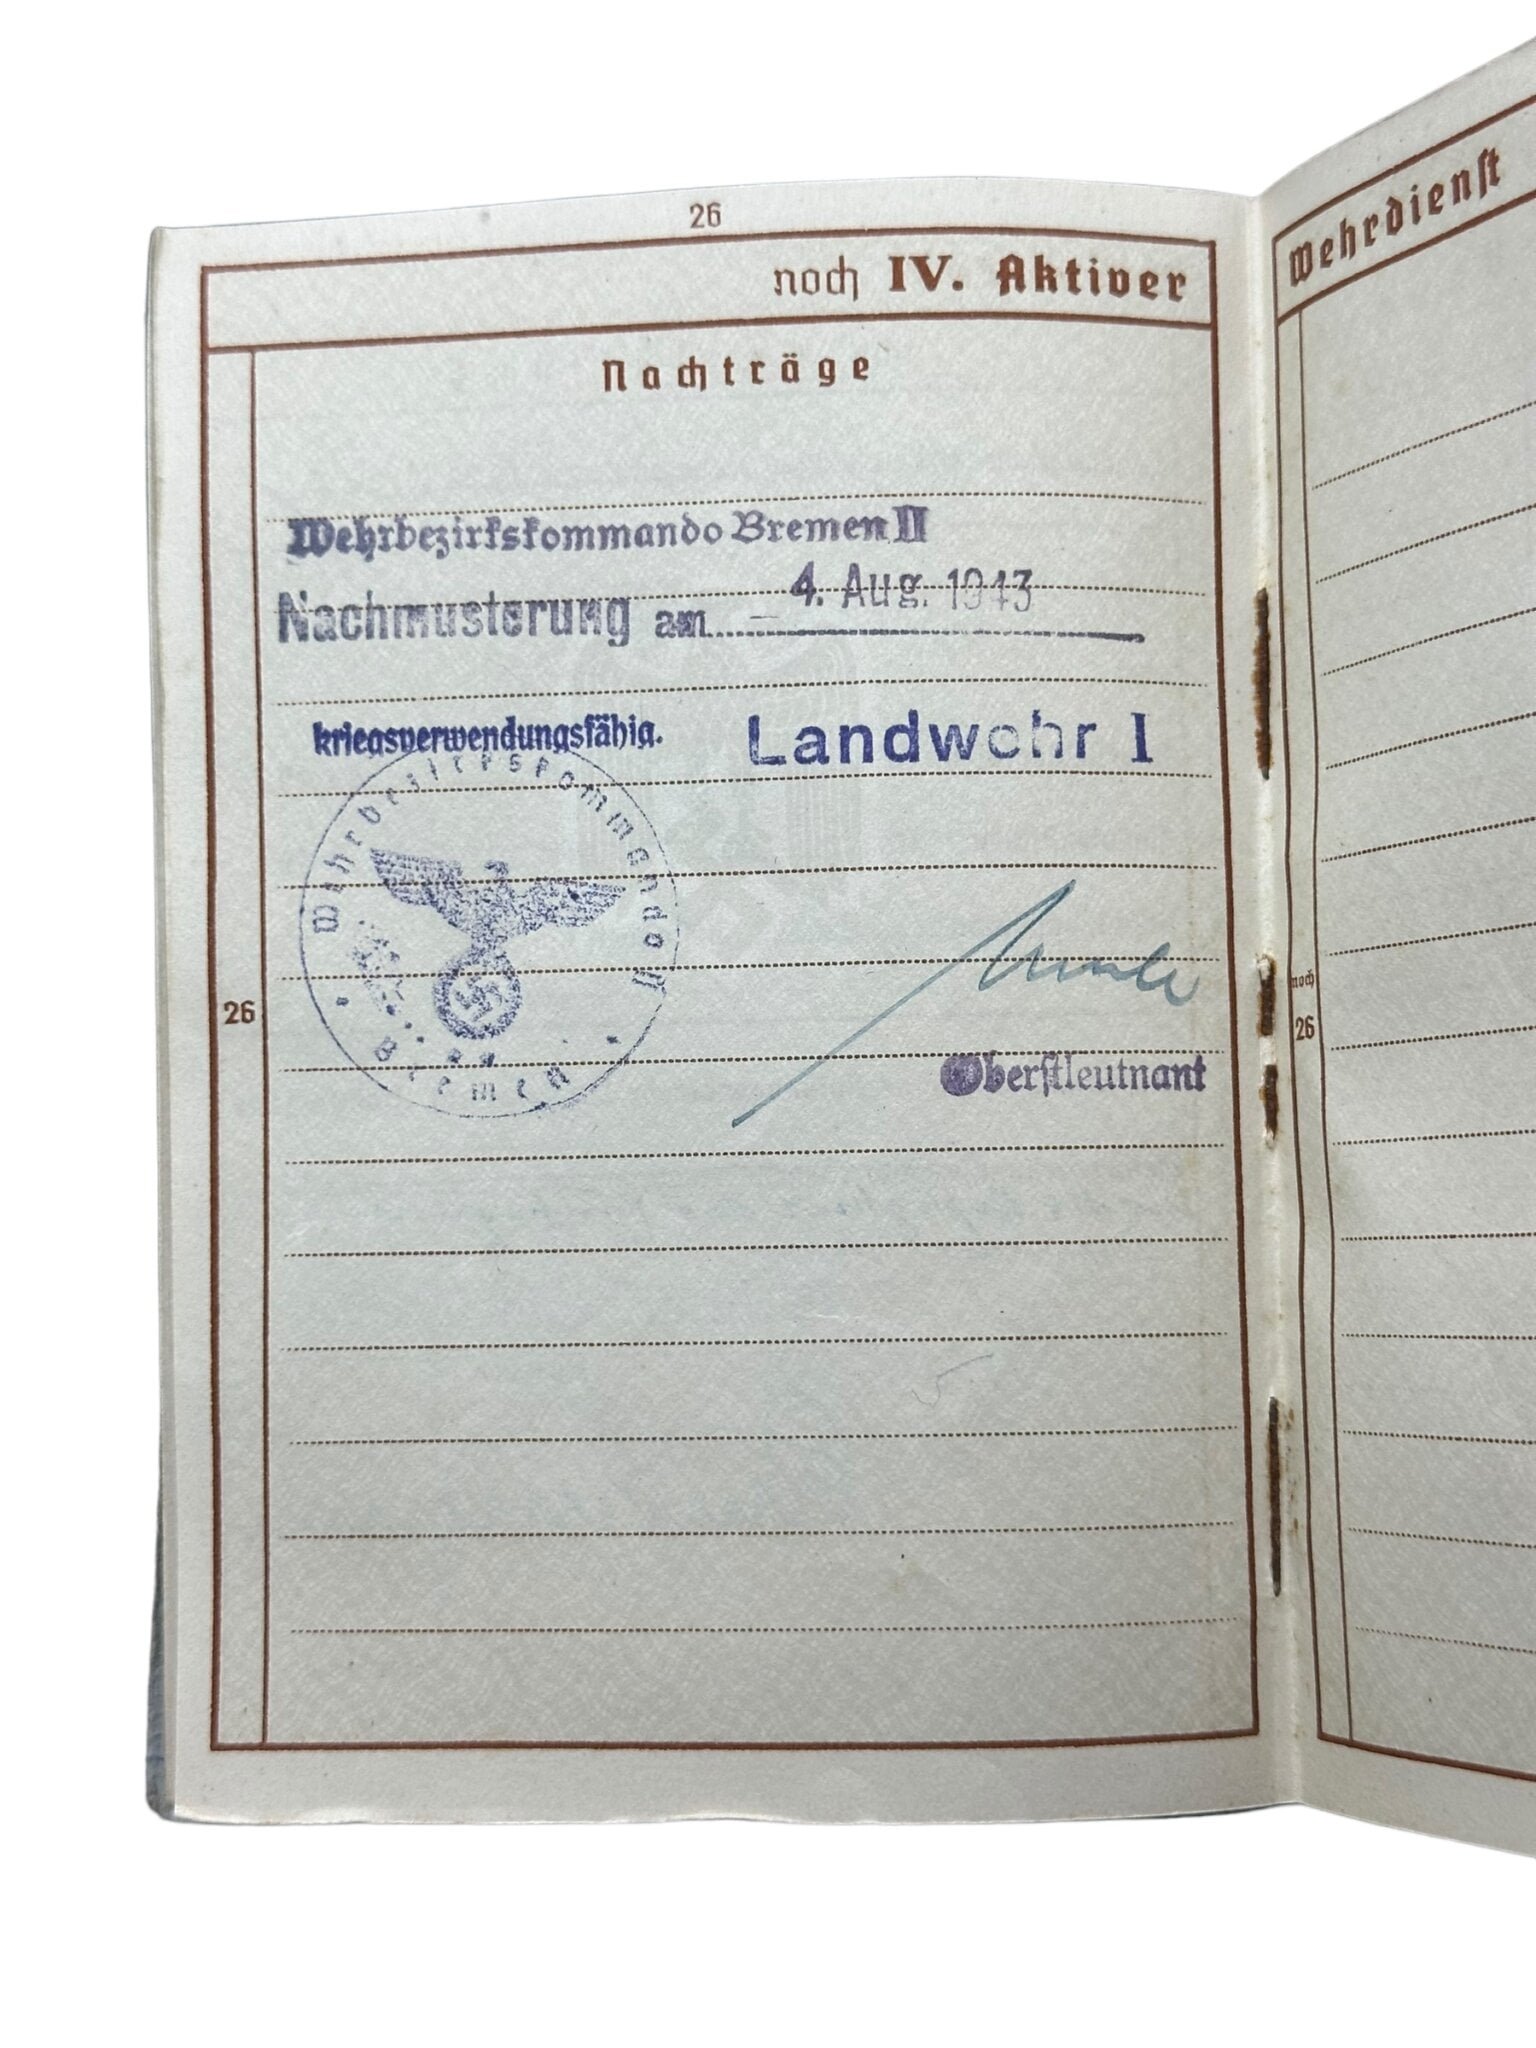 26
noch IV. Aktiver
Nachträge
Wehrbezirkskommando Bremen II
Nachmusterung am 4. Aug. 1943
kriegsverwendungsfähig. Landwehr I
Wehrbezirkskommando II
Bremen
Oberstleutnant
26
Wehrdienst
noch
26